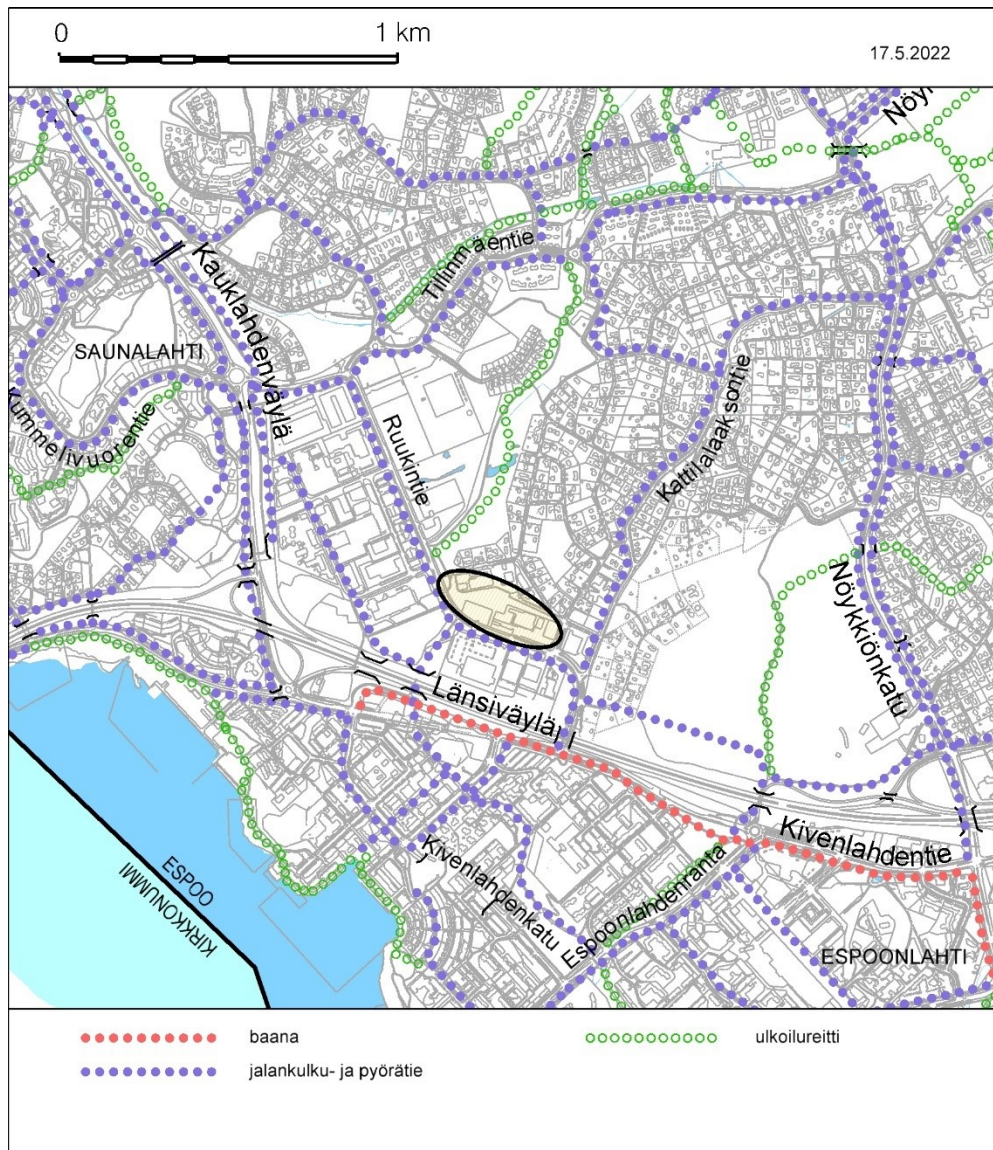 0 1 km
17.5.2022
Nöyk
Tillinmäentie
Kauklahdenväylä
SAUNALAHTI
Kummelivuorentie
Ruukintie
Kattilalaaksontie
Nöykkiönkatu
Länsiväylä
Kivenlahdentie
Kivenlahdenkatu
Espoonlahdenranta
ESPOO
KIRKKONUMMI
ESPOONLAHTI
baana
ulkoilureitti
jalankulku- ja pyörätie